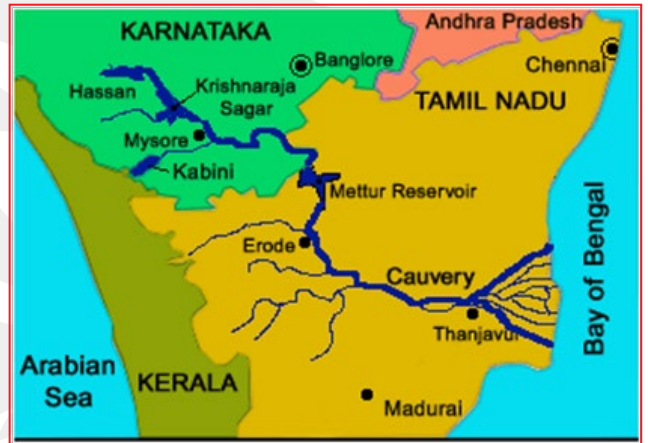 Andhra Pradesh
KARNATAKA
Banglore
Chennai
Hassan
Krishnaraja
Sagar
TAMIL NADU
Mysore
Kabini
Mettur Reservoir
Erode
Cauvery
Bay of Bengal
Thanjavur
Arabian
Sea
KERALA
Madurai